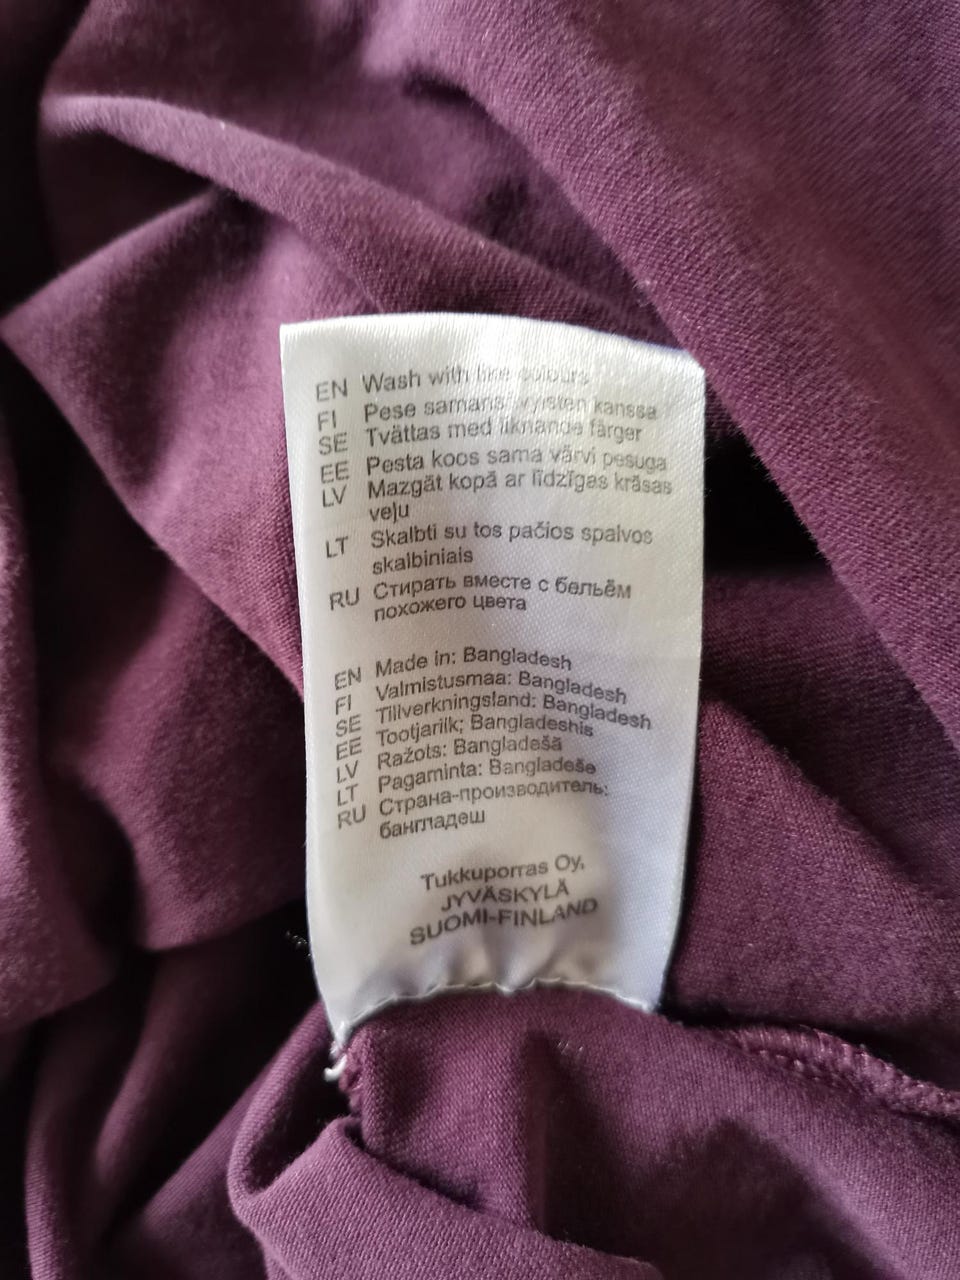 EN Wash with like colours
FI Pese samansävyisten kanssa
SE Tvättas med liknande färger
EE Pesta koos sama värvi pesuga
LV Mazgāt kopā ar līdzīgas krāsas
veļu
LT Skalbti su tos pačios spalvos
skalbiniais
RU Стирать вместе с бельём
похожего цвета
EN Made in: Bangladesh
FI Valmistusmaa: Bangladesh
SE Tillverkningsland: Bangladesh
EE Tootjariik; Bangladeshis
LV Ražots: Bangladešā
LT Pagaminta: Bangladeše
RU Страна-производитель:
бангладеш
Tukkuporras Oy,
JYVÄSKYLÄ
SUOMI-FINLAND